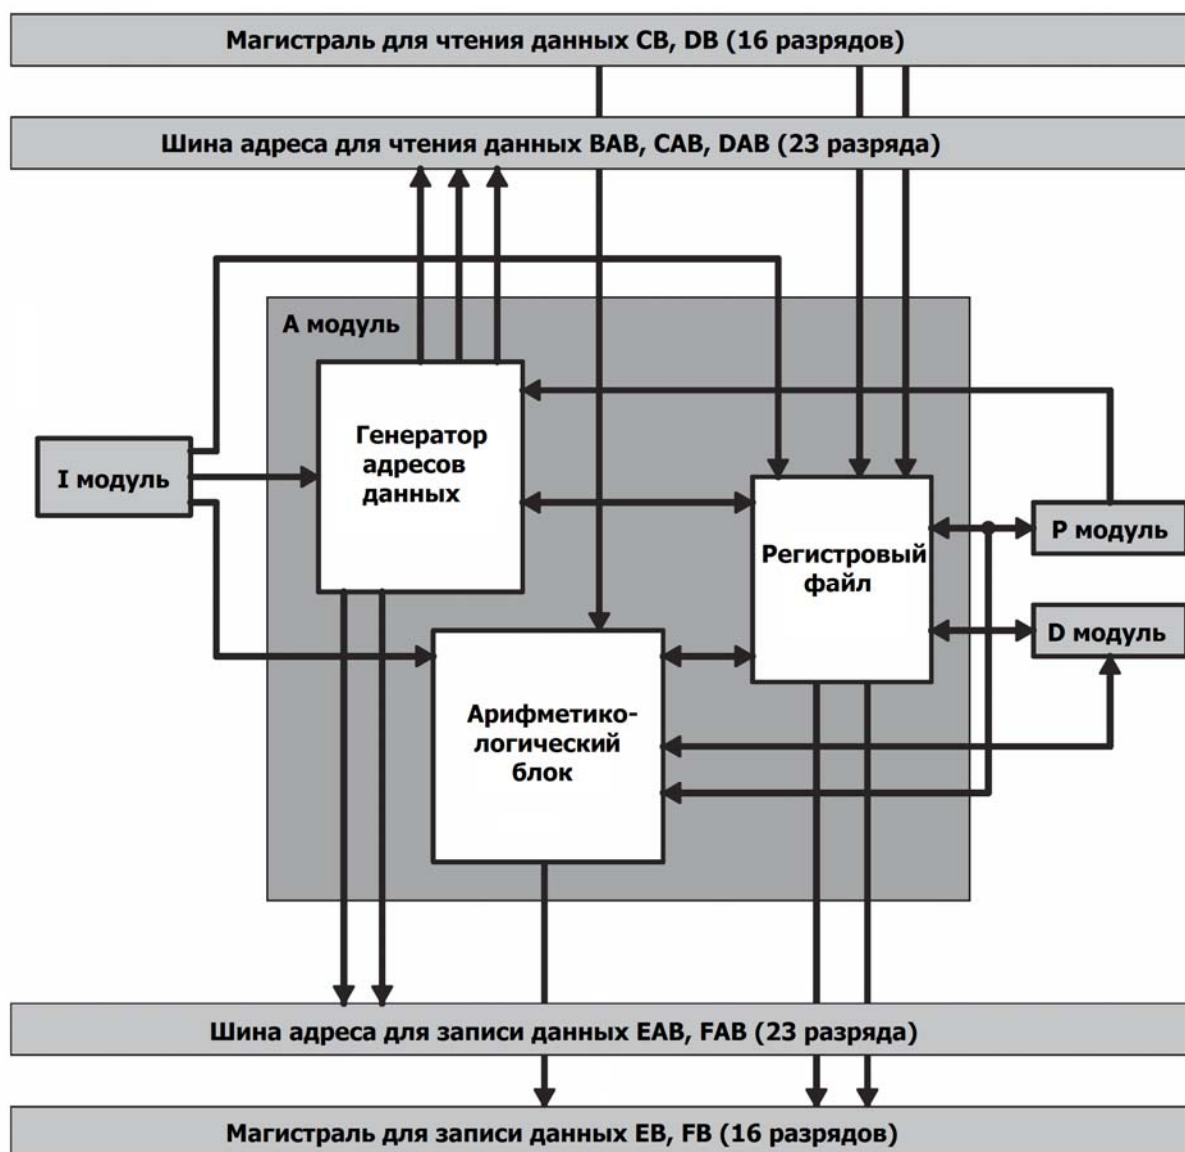 Магистраль для чтения данных CB, DB (16 разрядов)
Шина адреса для чтения данных BAB, CAB, DAB (23 разряда)
А модуль
Генератор
адресов
данных
I модуль
Регистровый
файл
P модуль
D модуль
Арифметико-
логический
блок
Шина адреса для записи данных EAB, FAB (23 разряда)
Магистраль для записи данных EB, FB (16 разрядов)